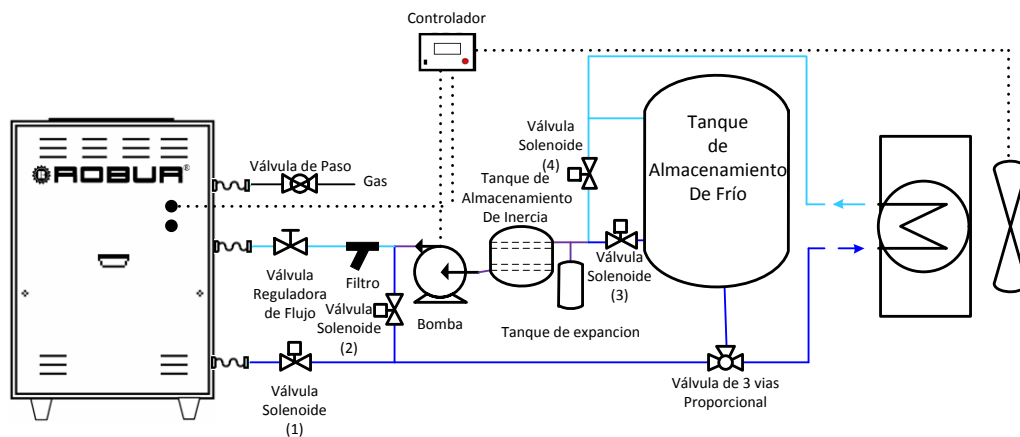 Controlador
ROBUR®
Válvula de Paso
Gas
Válvula
Solenoide
(4)
Tanque
de
Almacenamiento
De Frío
Tanque de
Almacenamiento
De Inercia
Válvula
Reguladora
de Flujo
Filtro
Válvula
Solenoide
(2)
Bomba
Válvula
Solenoide
(3)
Tanque de expancion
Válvula
Solenoide
(1)
Válvula de 3 vias
Proporcional